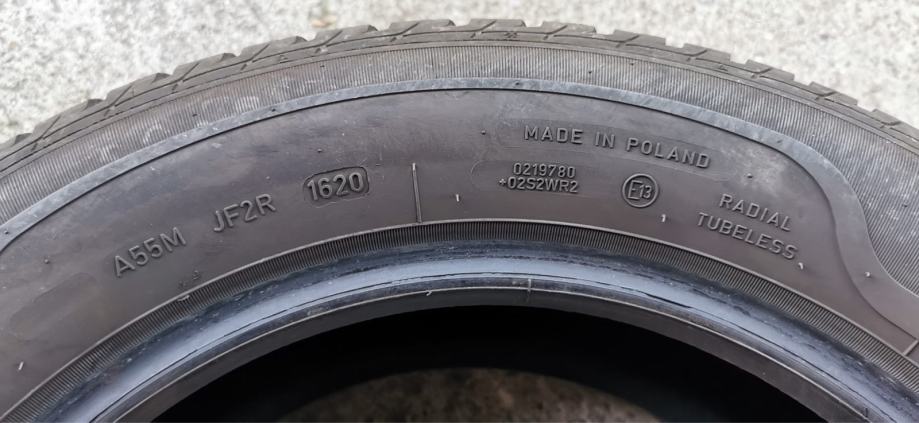 A55M JF2R 1620
MADE IN POLAND
0219780
+02S2WR2
E13
RADIAL
TUBELESS